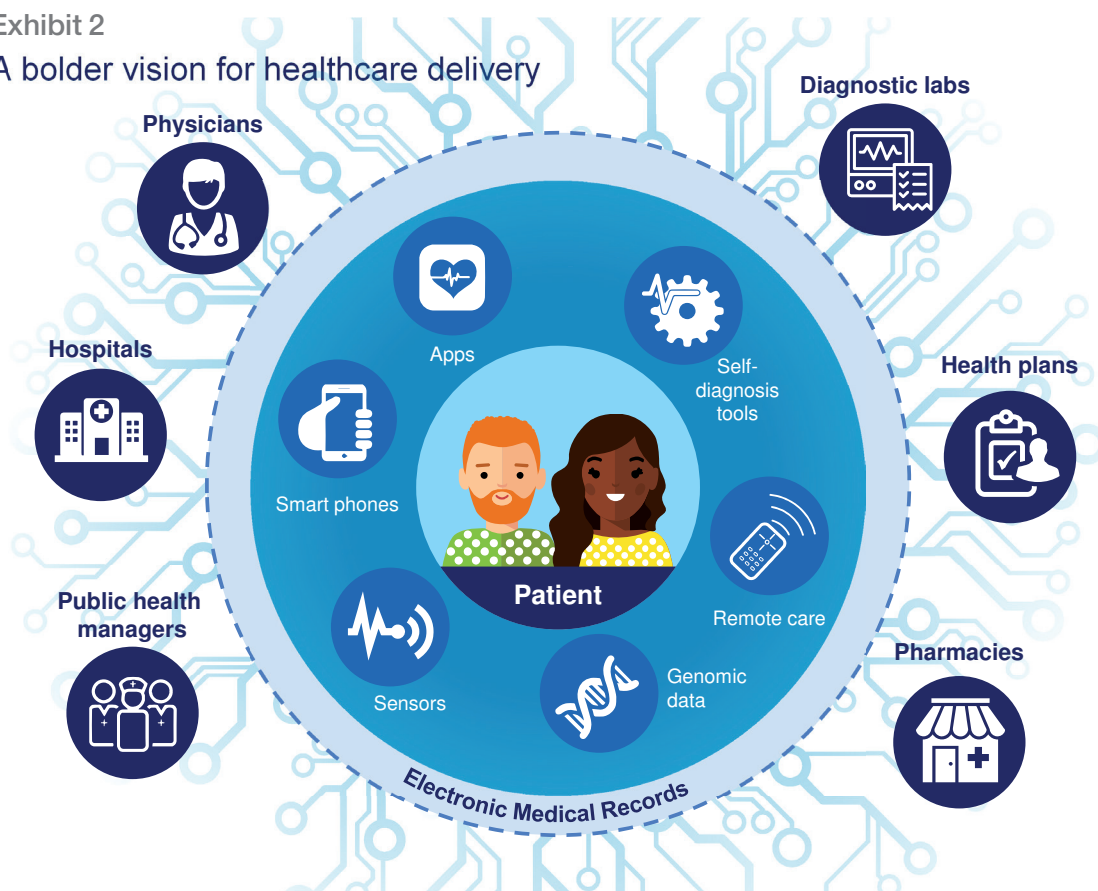 Exhibit 2
A bolder vision for healthcare delivery
Diagnostic labs
Physicians
Apps
Self-
diagnosis
tools
Hospitals
Health plans
Smart phones
Patient
Remote care
Public health
managers
Pharmacies
Sensors
Genomic
data
Electronic Medical Records